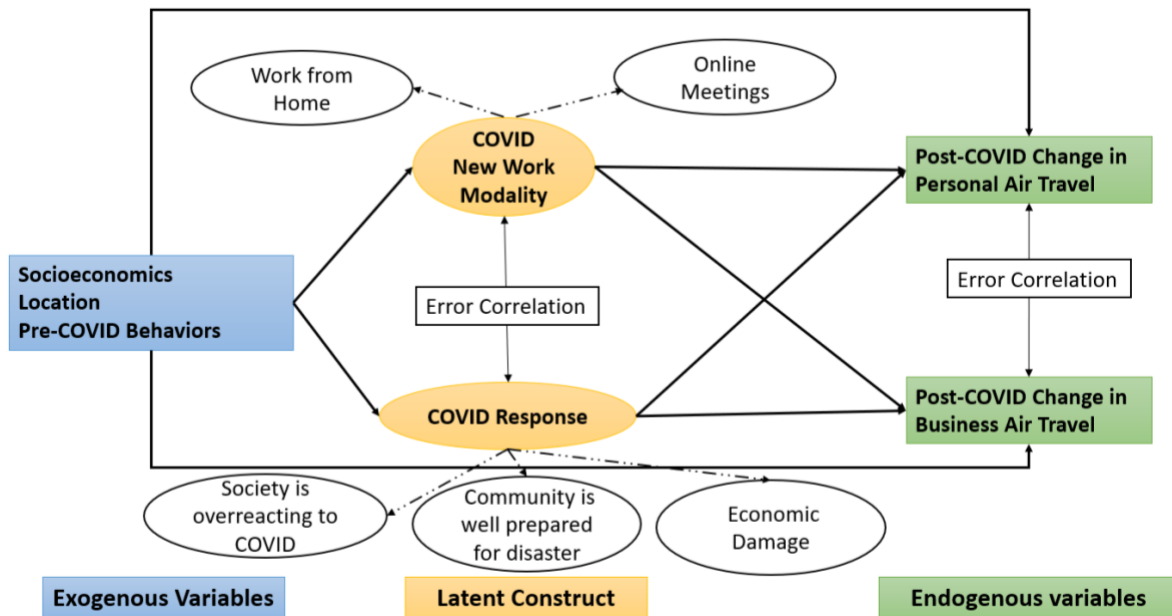 Work from
Home
Online
Meetings
COVID
New Work
Modality
Post-COVID Change in
Personal Air Travel
Socioeconomics
Location
Pre-COVID Behaviors
Error Correlation
Error Correlation
COVID Response
Post-COVID Change in
Business Air Travel
Society is
overreacting to
COVID
Community is
well prepared
for disaster
Economic
Damage
Exogenous Variables
Latent Construct
Endogenous variables